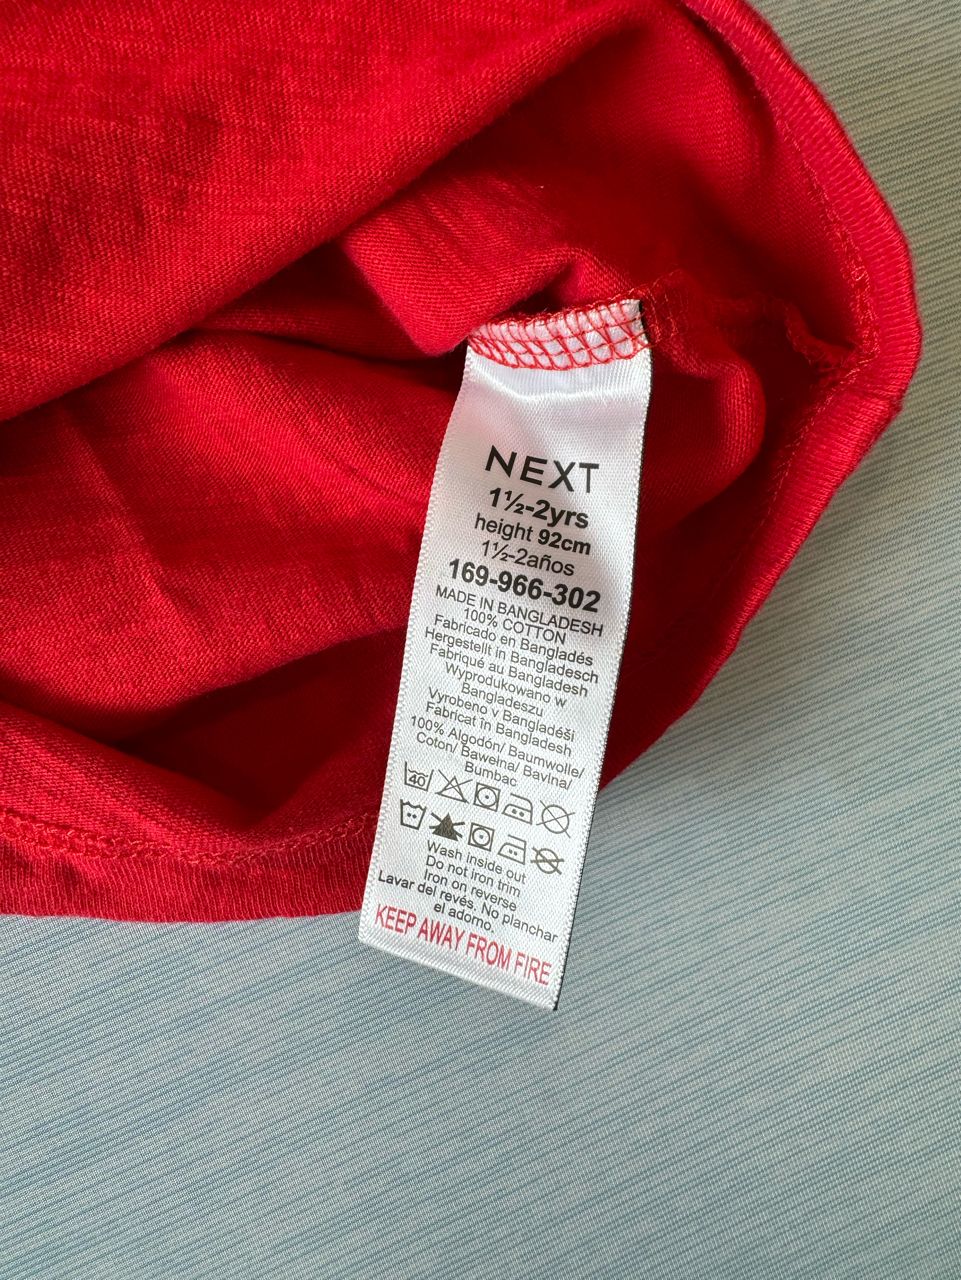 NEXT
1½-2yrs
height 92cm
1½-2años
169-966-302
MADE IN BANGLADESH
100% COTTON
Fabricado en Bangladés
Hergestellt in Bangladesch
Fabriqué au Bangladesh
Wyprodukowano w
Bangladeszu
Vyrobeno v Bangladéši
Fabricat în Bangladesh
100% Algodón/ Baumwolle/
Coton/ Bawełna/ Bavlna/
Bumbac
40
Wash inside out
Do not iron trim
Iron on reverse
Lavar del revés. No planchar
el adorno.
KEEP AWAY FROM FIRE